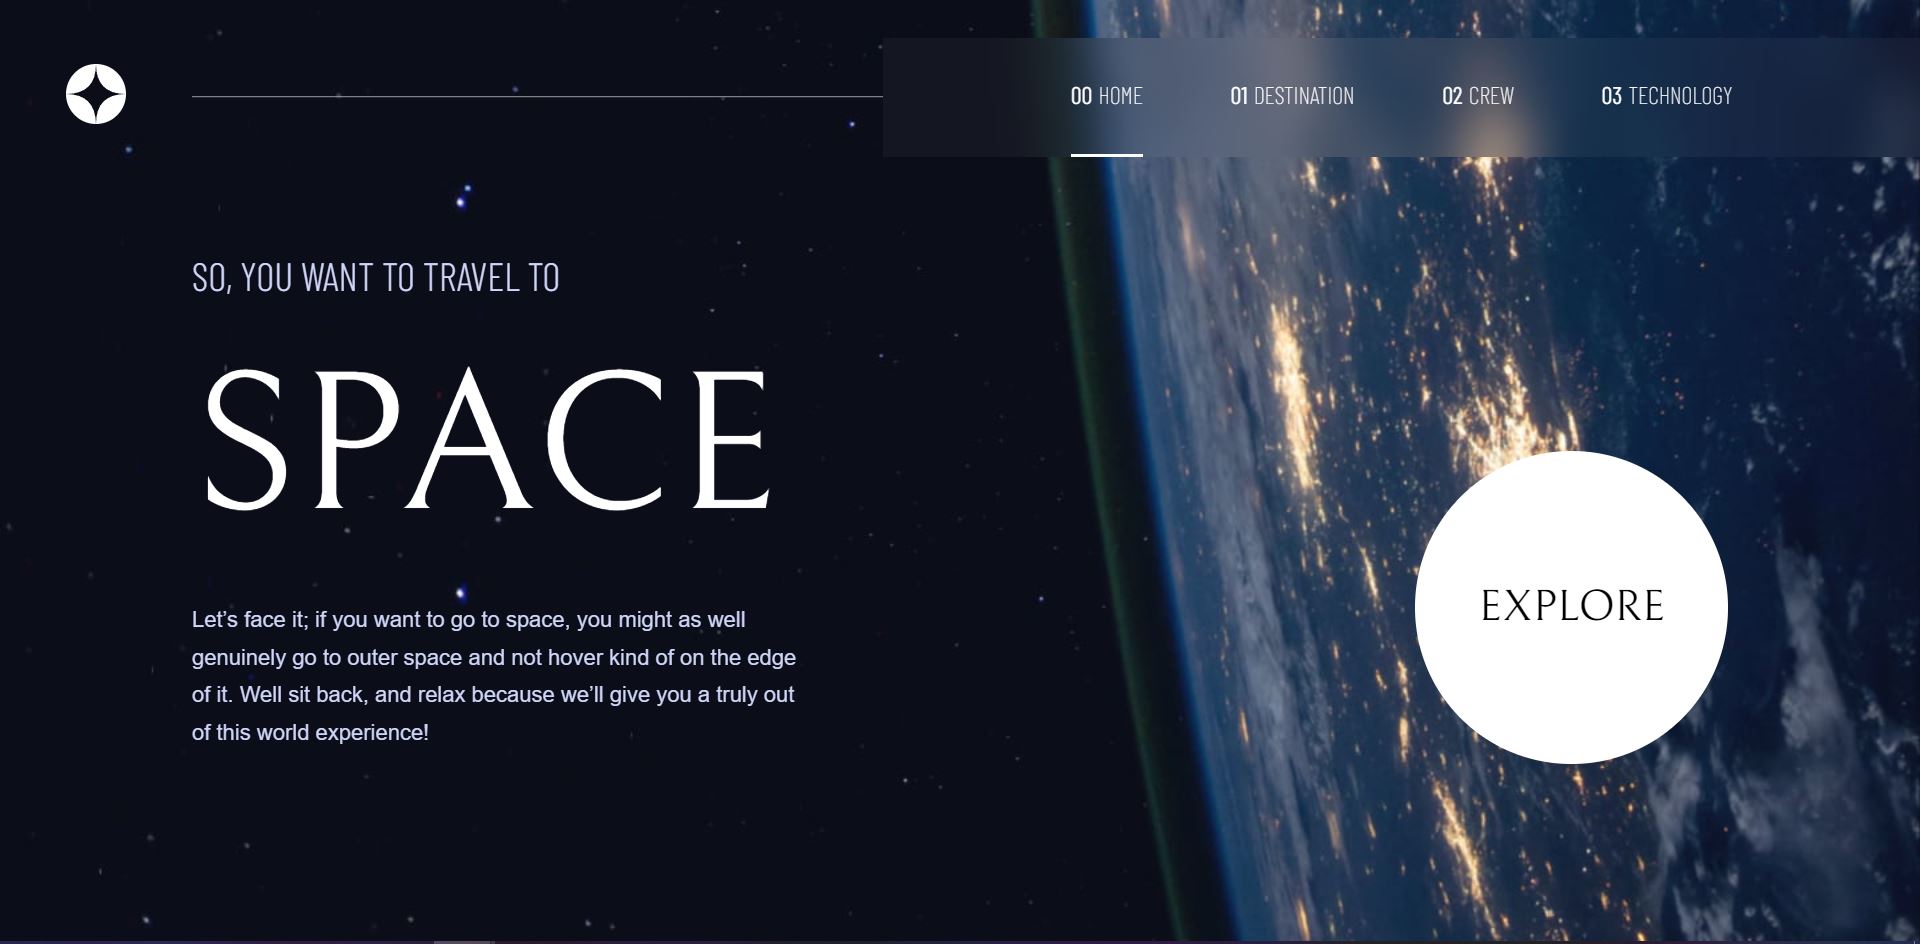 00 HOME 01 DESTINATION 02 CREW 03 TECHNOLOGY
SO, YOU WANT TO TRAVEL TO
SPACE
Let’s face it; if you want to go to space, you might as well
genuinely go to outer space and not hover kind of on the edge
of it. Well sit back, and relax because we’ll give you a truly out
of this world experience!
EXPLORE